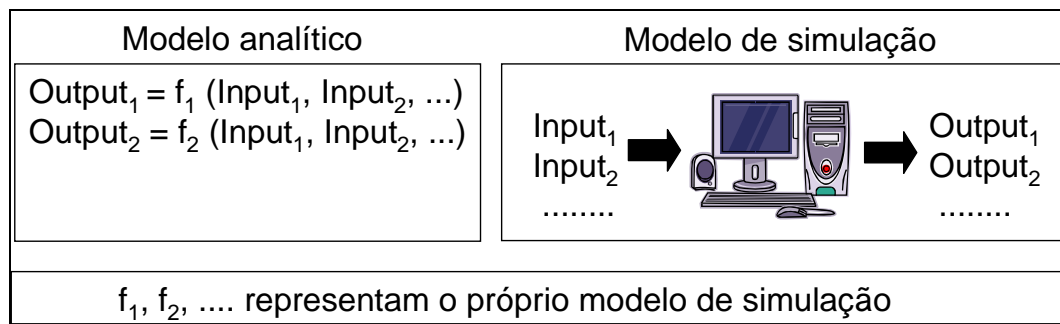 Modelo analítico
Output₁ = f₁ (Input₁, Input₂, ...)
Output₂ = f₂ (Input₁, Input₂, ...)
Modelo de simulação
Input₁
Input₂
........
Output₁
Output₂
........
f₁, f₂, .... representam o próprio modelo de simulação